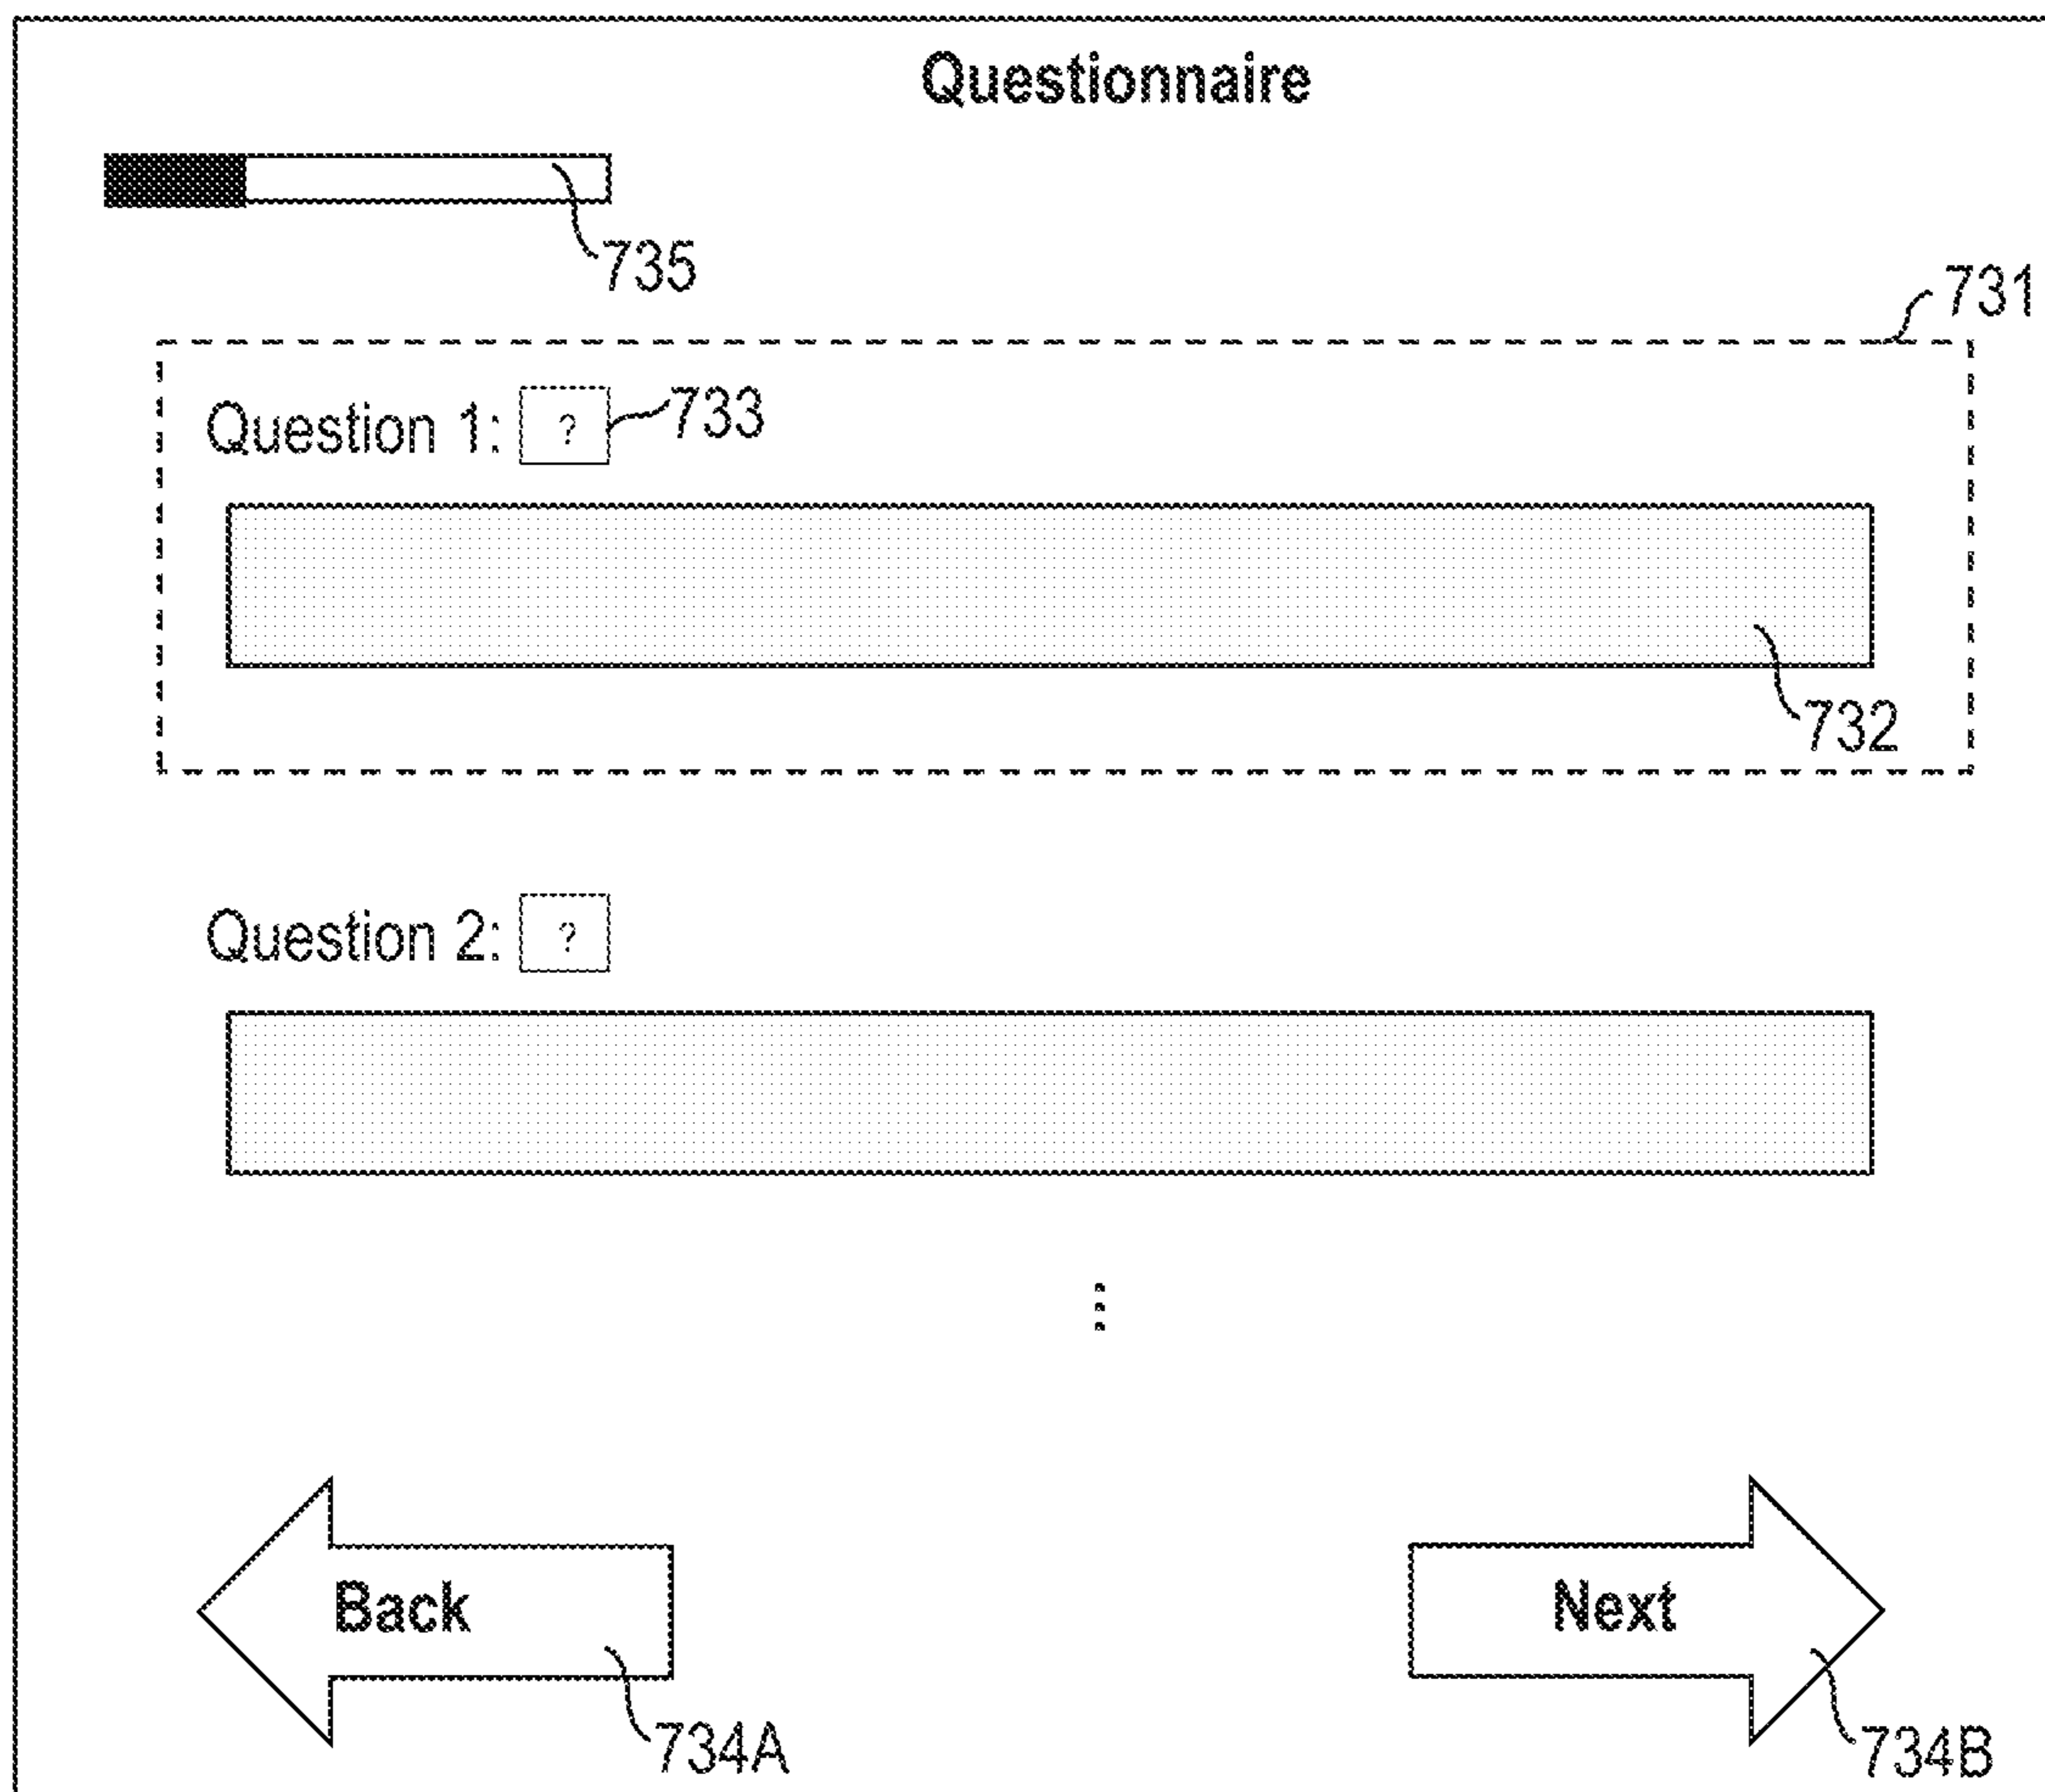 Questionnaire
735
731
Question 1: ? 733
732
Question 2: ?
Back
Next
734A
734B